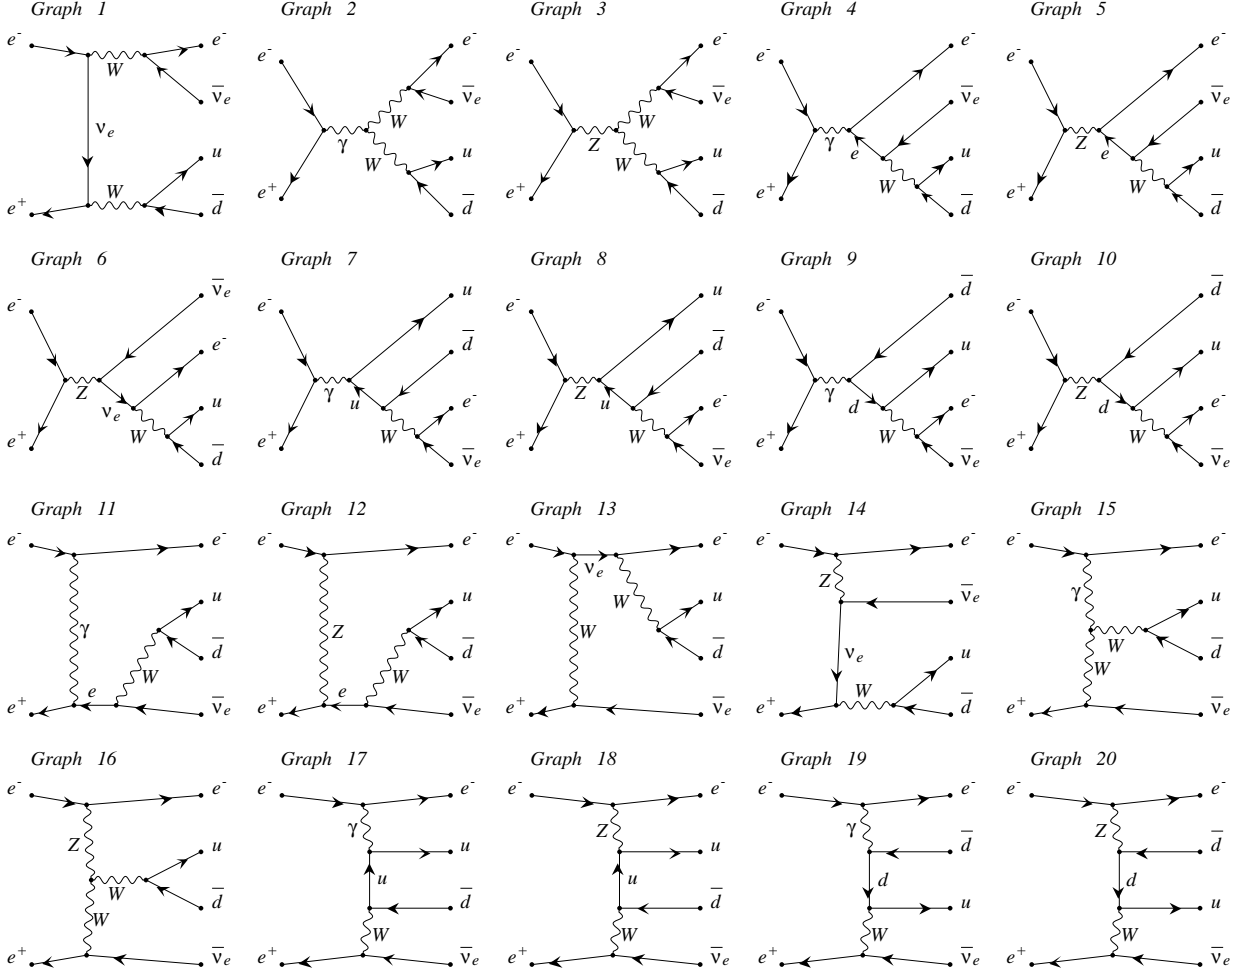 Graph 1 Graph 2 Graph 3 Graph 4 Graph 5
e⁻ W e⁻ ν̅e νe u W e⁺ d̅
e⁻ γ W e⁻ ν̅e W u e⁺ d̅
e⁻ Z W e⁻ ν̅e W u e⁺ d̅
e⁻ γ e e⁻ ν̅e W u e⁺ d̅
e⁻ Z e e⁻ ν̅e W u e⁺ d̅
Graph 6 Graph 7 Graph 8 Graph 9 Graph 10
e⁻ Z νe ν̅e e⁻ W u e⁺ d̅
e⁻ γ u u d̅ W e⁻ e⁺ ν̅e
e⁻ Z u u d̅ W e⁻ e⁺ ν̅e
e⁻ γ d d̅ u W e⁻ e⁺ ν̅e
e⁻ Z d d̅ u W e⁻ e⁺ ν̅e
Graph 11 Graph 12 Graph 13 Graph 14 Graph 15
e⁻ e⁻ γ u d̅ W e e⁺ ν̅e
e⁻ e⁻ Z u d̅ W e e⁺ ν̅e
e⁻ νe e⁻ W W u d̅ e⁺ ν̅e
e⁻ e⁻ Z ν̅e νe W u e⁺ d̅
e⁻ e⁻ γ u W d̅ W e⁺ ν̅e
Graph 16 Graph 17 Graph 18 Graph 19 Graph 20
e⁻ e⁻ Z u W d̅ W e⁺ ν̅e
e⁻ e⁻ γ u u d̅ W e⁺ ν̅e
e⁻ e⁻ Z u u d̅ W e⁺ ν̅e
e⁻ e⁻ γ d̅ d u W e⁺ ν̅e
e⁻ e⁻ Z d̅ d u W e⁺ ν̅e